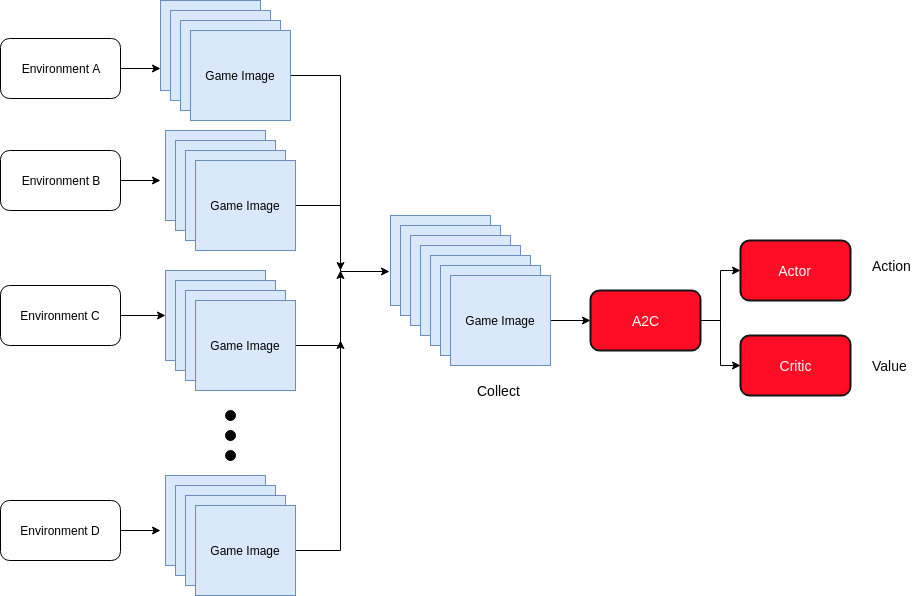 Environment A
Game Image
Environment B
Game Image
Environment C
Game Image
Environment D
Game Image
Game Image
Collect
A2C
Actor
Action
Critic
Value